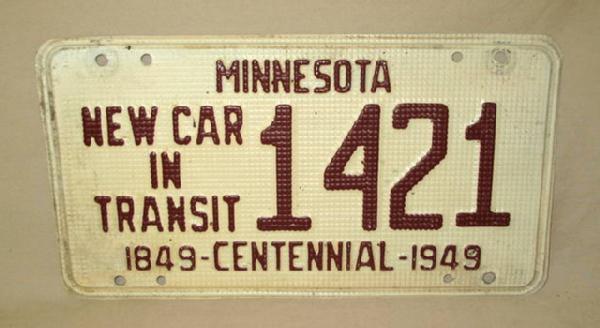 MINNESOTA
NEW CAR
IN
TRANSIT
1421
1849-CENTENNIAL-1949